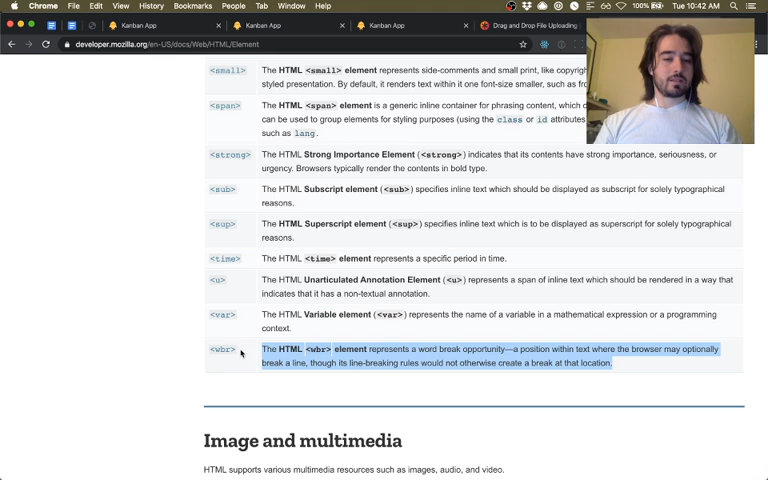 Chrome File Edit View History Bookmarks People Tab Window Help 100% Tue 10:42 AM
Kanban App Kanban App Kanban App Drag and Drop File Uploading
developer.mozilla.org/en-US/docs/Web/HTML/Element
<small> The HTML <small> element represents side-comments and small print, like copyrigh
styled presentation. By default, it renders text within it one font-size smaller, such as fro
<span> The HTML <span> element is a generic inline container for phrasing content, which d
can be used to group elements for styling purposes (using the class or id attributes
such as lang.
<strong> The HTML Strong Importance Element (<strong>) indicates that its contents have strong importance, seriousness, or
urgency. Browsers typically render the contents in bold type.
<sub> The HTML Subscript element (<sub>) specifies inline text which should be displayed as subscript for solely typographical
reasons.
<sup> The HTML Superscript element (<sup>) specifies inline text which is to be displayed as superscript for solely typographical
reasons.
<time> The HTML <time> element represents a specific period in time.
<u> The HTML Unarticulated Annotation Element (<u>) represents a span of inline text which should be rendered in a way that
indicates that it has a non-textual annotation.
<var> The HTML Variable element (<var>) represents the name of a variable in a mathematical expression or a programming
context.
<wbr> The HTML <wbr> element represents a word break opportunity—a position within text where the browser may optionally
break a line, though its line-breaking rules would not otherwise create a break at that location.
Image and multimedia
HTML supports various multimedia resources such as images, audio, and video.